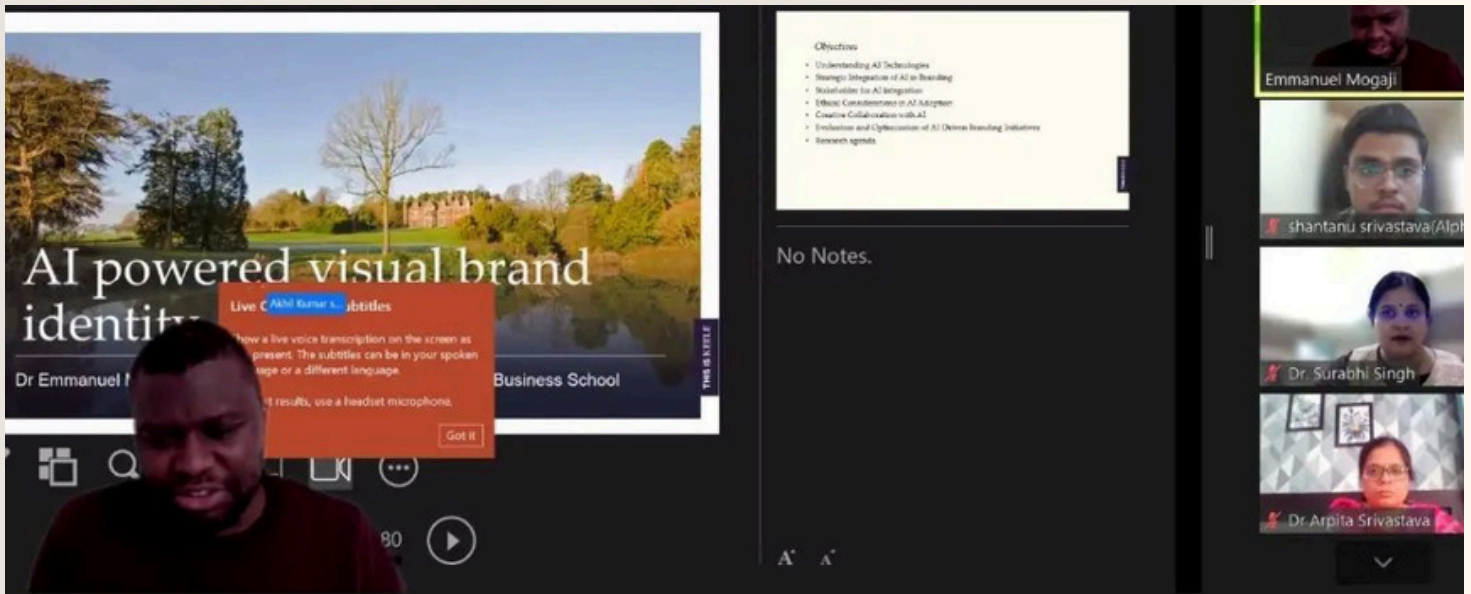 AI powered visual brand
identity
Dr Emmanuel M
Business School
THIS IS KEELE
Live C
Akhil Kumar s...
ubtitles
how a live voice transcription on the screen as
present. The subtitles can be in your spoken
uage or a different language.
t results, use a headset microphone.
Got it
80
Objectives
• Understanding AI Technologies
• Strategic Integration of AI in Branding
• Stakeholder for AI integration
• Ethical Considerations in AI Adoption
• Creative Collaboration with AI
• Evaluation and Optimization of AI Driven Branding Initiatives
• Research agenda
No Notes.
A A
Emmanuel Mogaji
shantanu srivastava(Alph
Dr. Surabhi Singh
Dr Arpita Srivastava